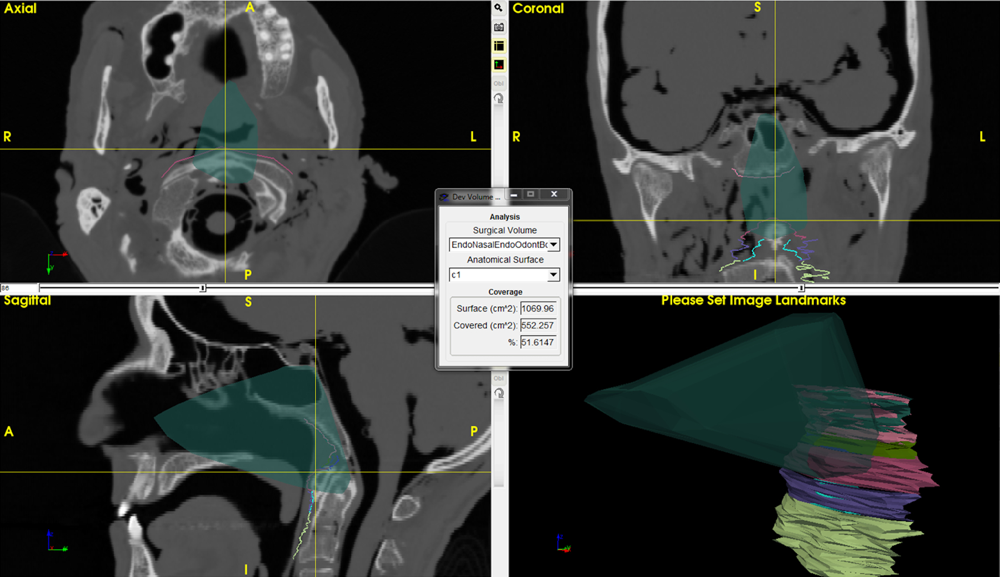 Axial
A
R
L
P
86
Obl
Coronal
S
R
L
I
Dev Volume ...
Analysis
Surgical Volume
EndoNasalEndoOdontBo
Anatomical Surface
c1
Coverage
Surface (cm^2): 1069.96
Covered (cm^2): 552.257
%: 51.6147
Sagittal
S
A
P
I
Obl
Please Set Image Landmarks